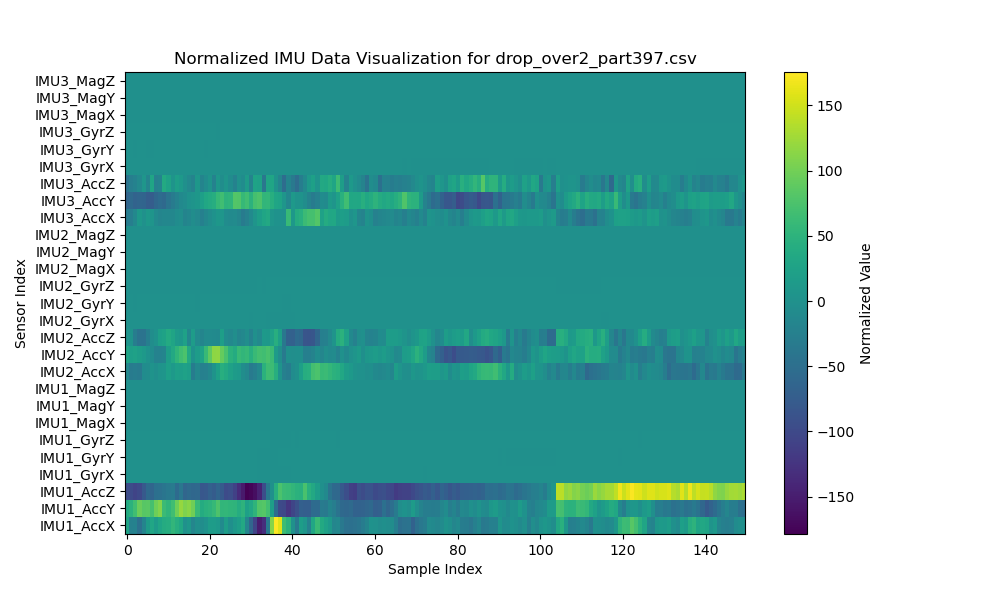 Normalized IMU Data Visualization for drop_over2_part397.csv
IMU3_MagZ
IMU3_MagY
IMU3_MagX
IMU3_GyrZ
IMU3_GyrY
IMU3_GyrX
IMU3_AccZ
IMU3_AccY
IMU3_AccX
IMU2_MagZ
IMU2_MagY
IMU2_MagX
IMU2_GyrZ
IMU2_GyrY
IMU2_GyrX
IMU2_AccZ
IMU2_AccY
IMU2_AccX
IMU1_MagZ
IMU1_MagY
IMU1_MagX
IMU1_GyrZ
IMU1_GyrY
IMU1_GyrX
IMU1_AccZ
IMU1_AccY
IMU1_AccX
Sensor Index
0 20 40 60 80 100 120 140
Sample Index
150
100
50
0
−50
−100
−150
Normalized Value